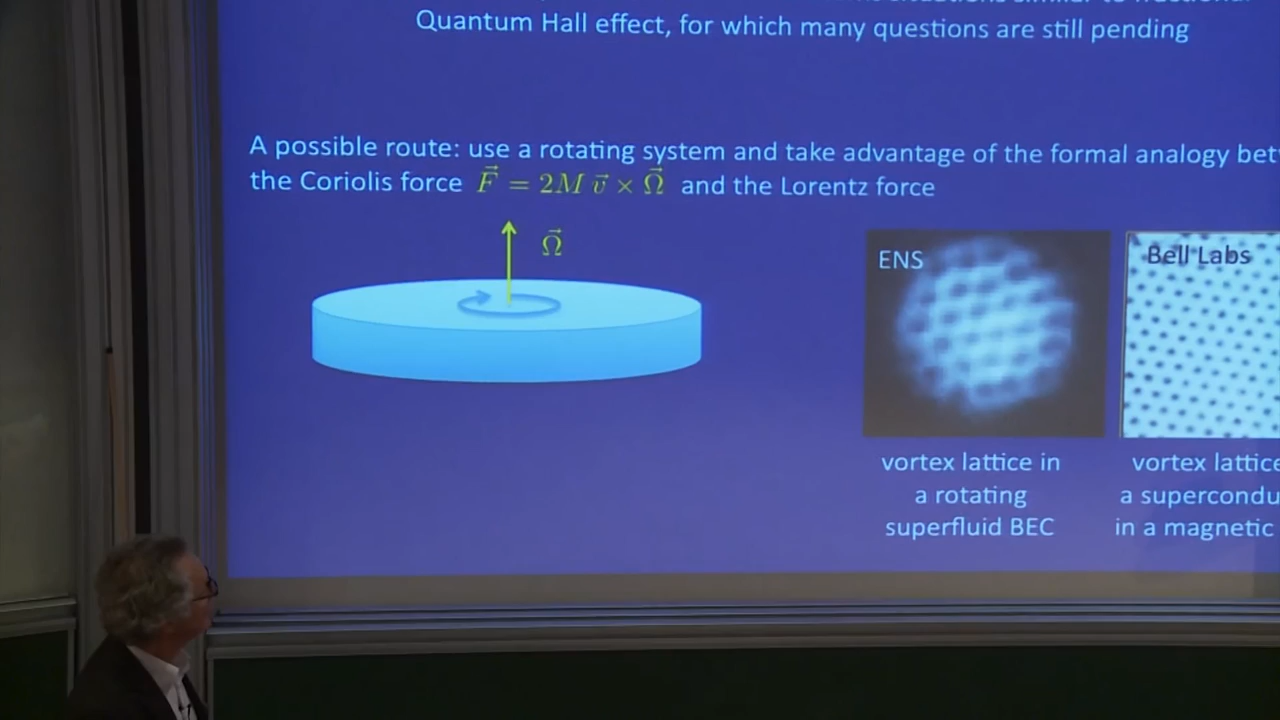 Quantum Hall effect, for which many questions are still pending
A possible route: use a rotating system and take advantage of the formal analogy
the Coriolis force F⃗ = 2M v⃗ × Ω⃗ and the Lorentz force
Ω⃗
ENS
Bell Labs
vortex lattice in
a rotating
superfluid BEC
vortex lattice
a
in a magnetic